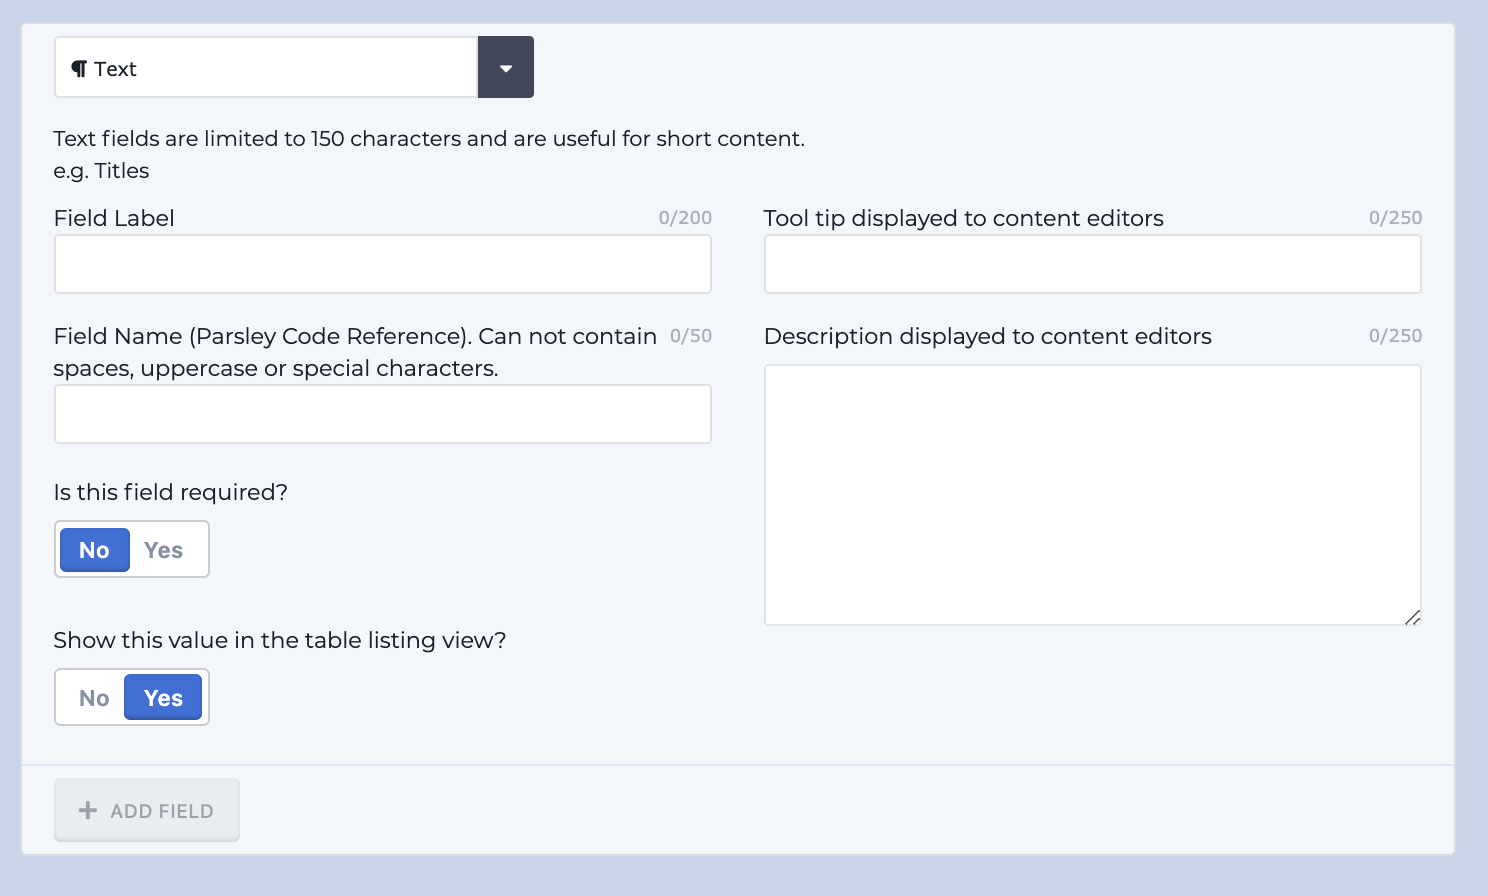 ¶ Text
Text fields are limited to 150 characters and are useful for short content.
e.g. Titles
Field Label 0/200
Tool tip displayed to content editors 0/250
Field Name (Parsley Code Reference). Can not contain 0/50
spaces, uppercase or special characters.
Description displayed to content editors 0/250
Is this field required?
No Yes
Show this value in the table listing view?
No Yes
+ ADD FIELD